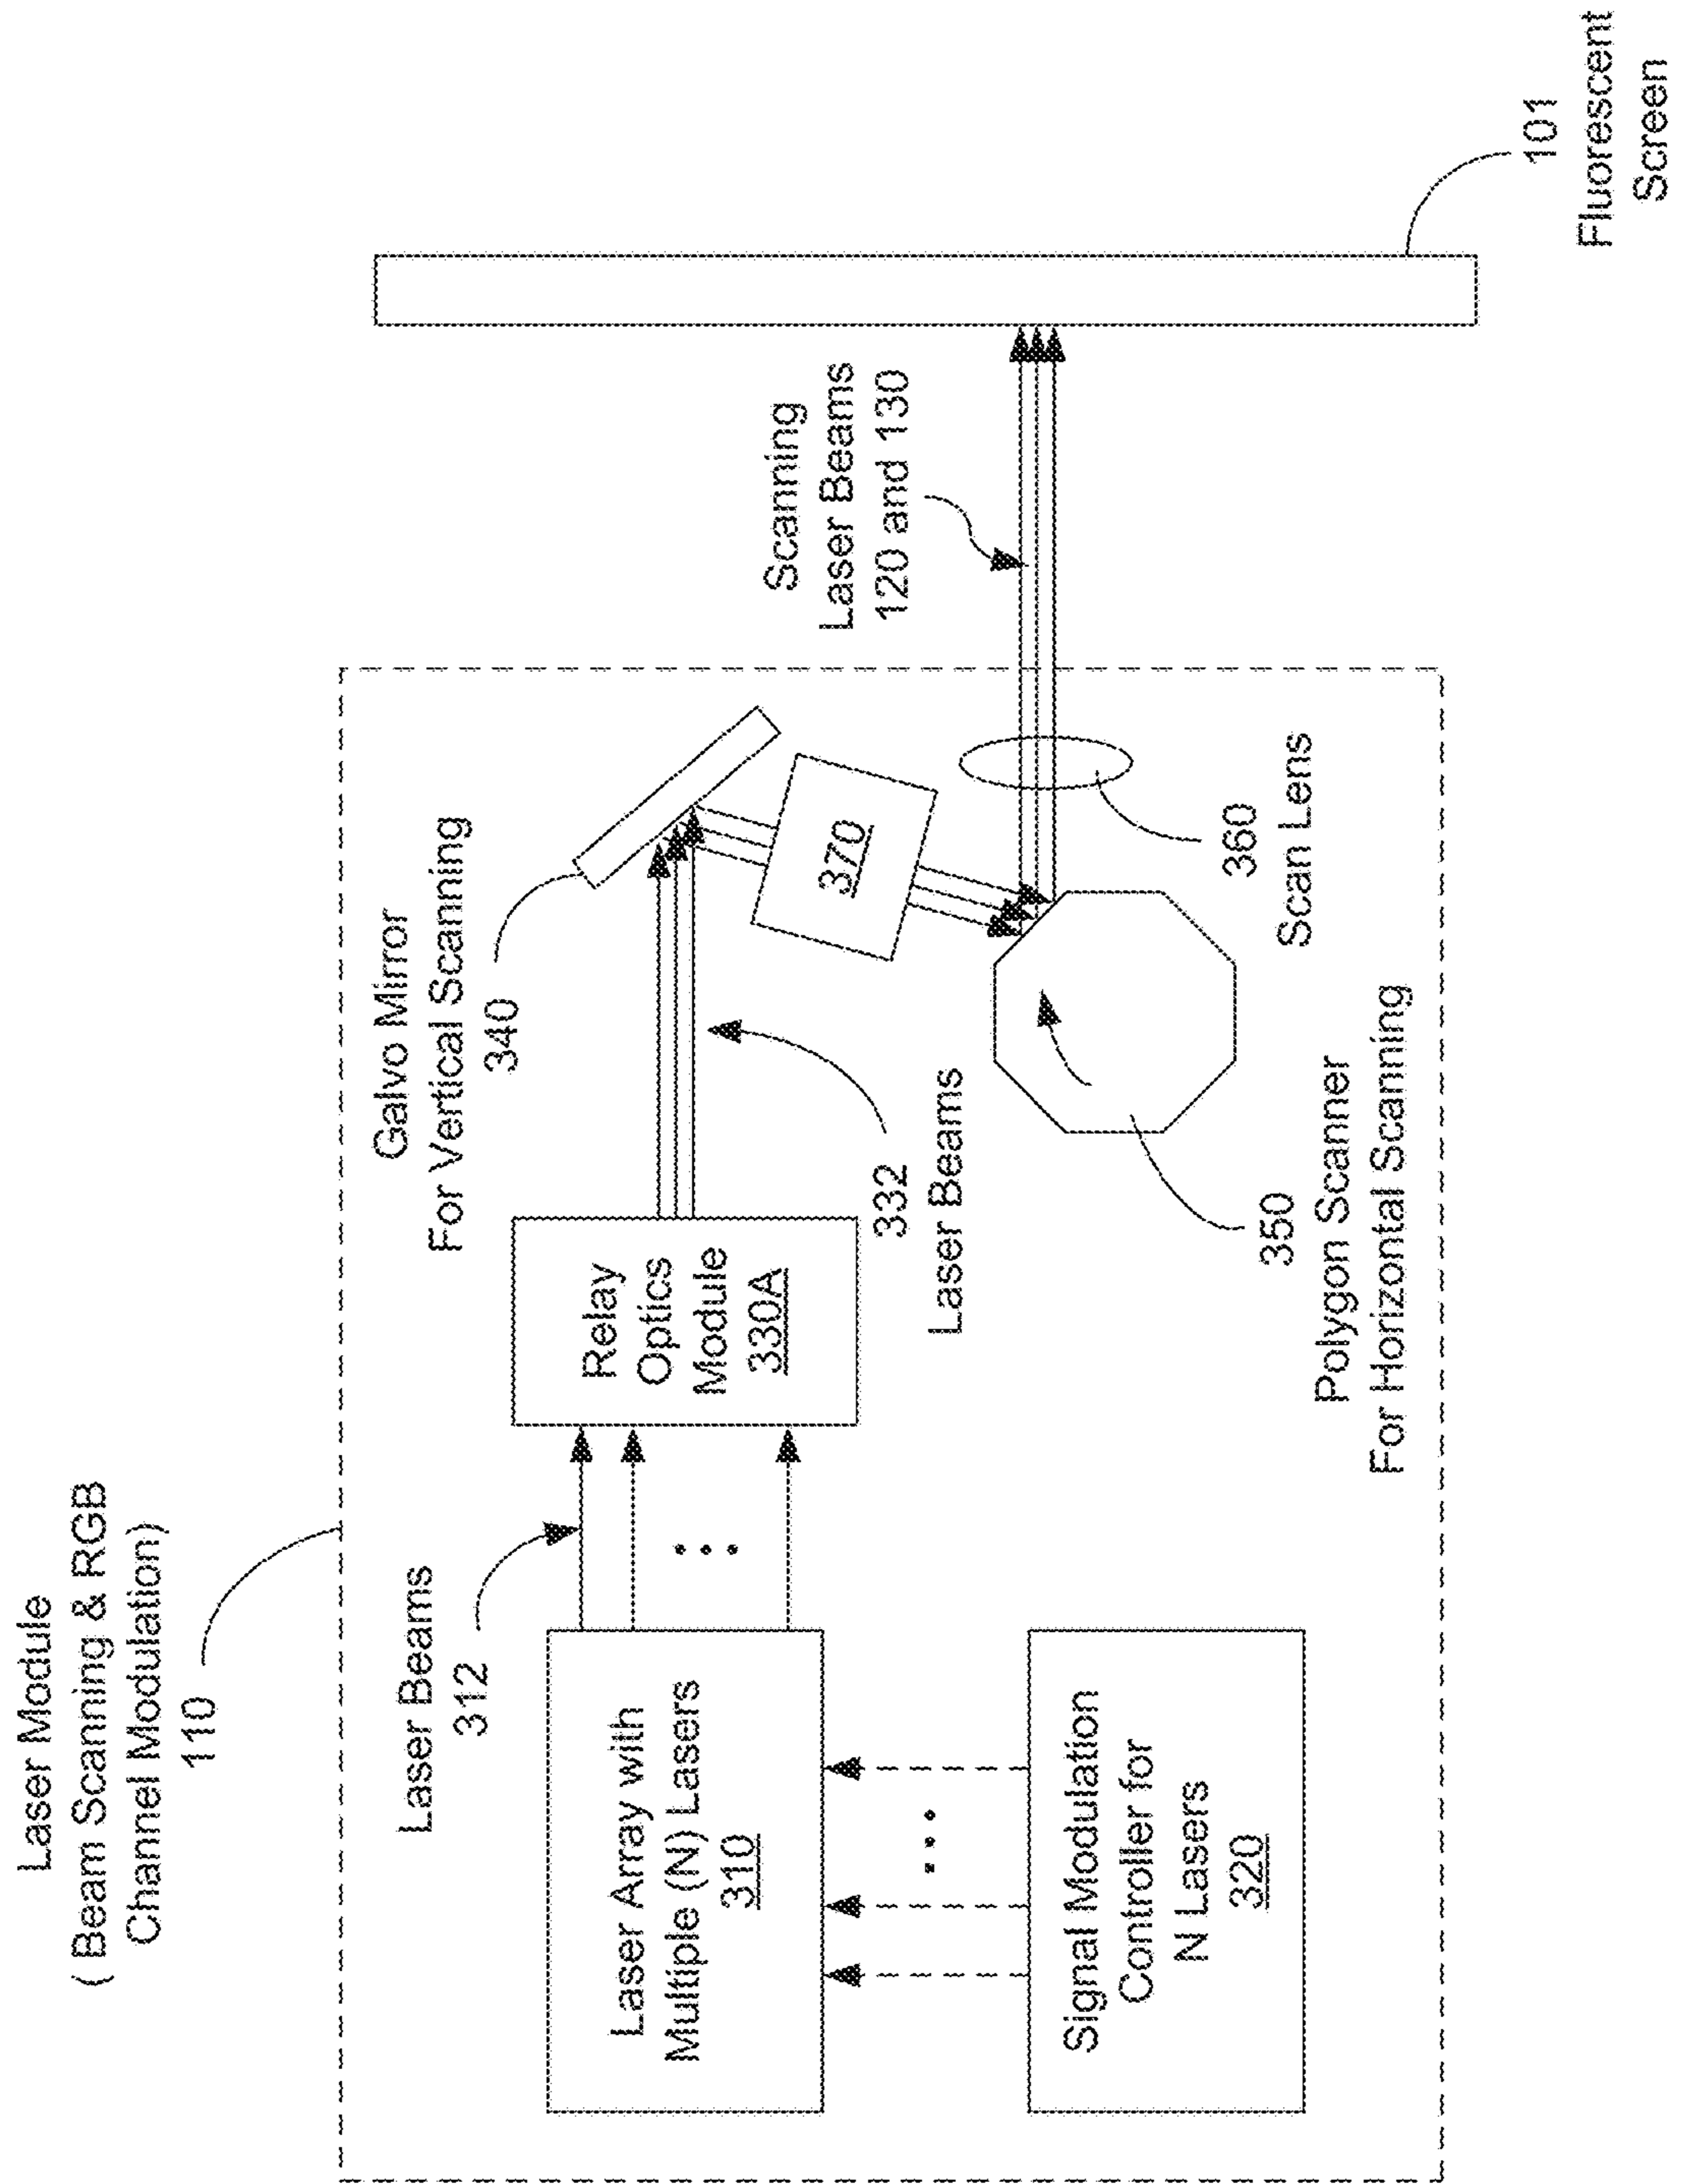 Laser Module
( Beam Scanning & RGB
Channel Modulation)
110
Laser Beams
312
Laser Array with
Multiple (N) Lasers
310
Signal Modulation
Controller for
N Lasers
320
Relay
Optics
Module
330A
Galvo Mirror
For Vertical Scanning
340
332
Laser Beams
370
350
Polygon Scanner
For Horizontal Scanning
360
Scan Lens
Scanning
Laser Beams
120 and 130
101
Fluorescent
Screen